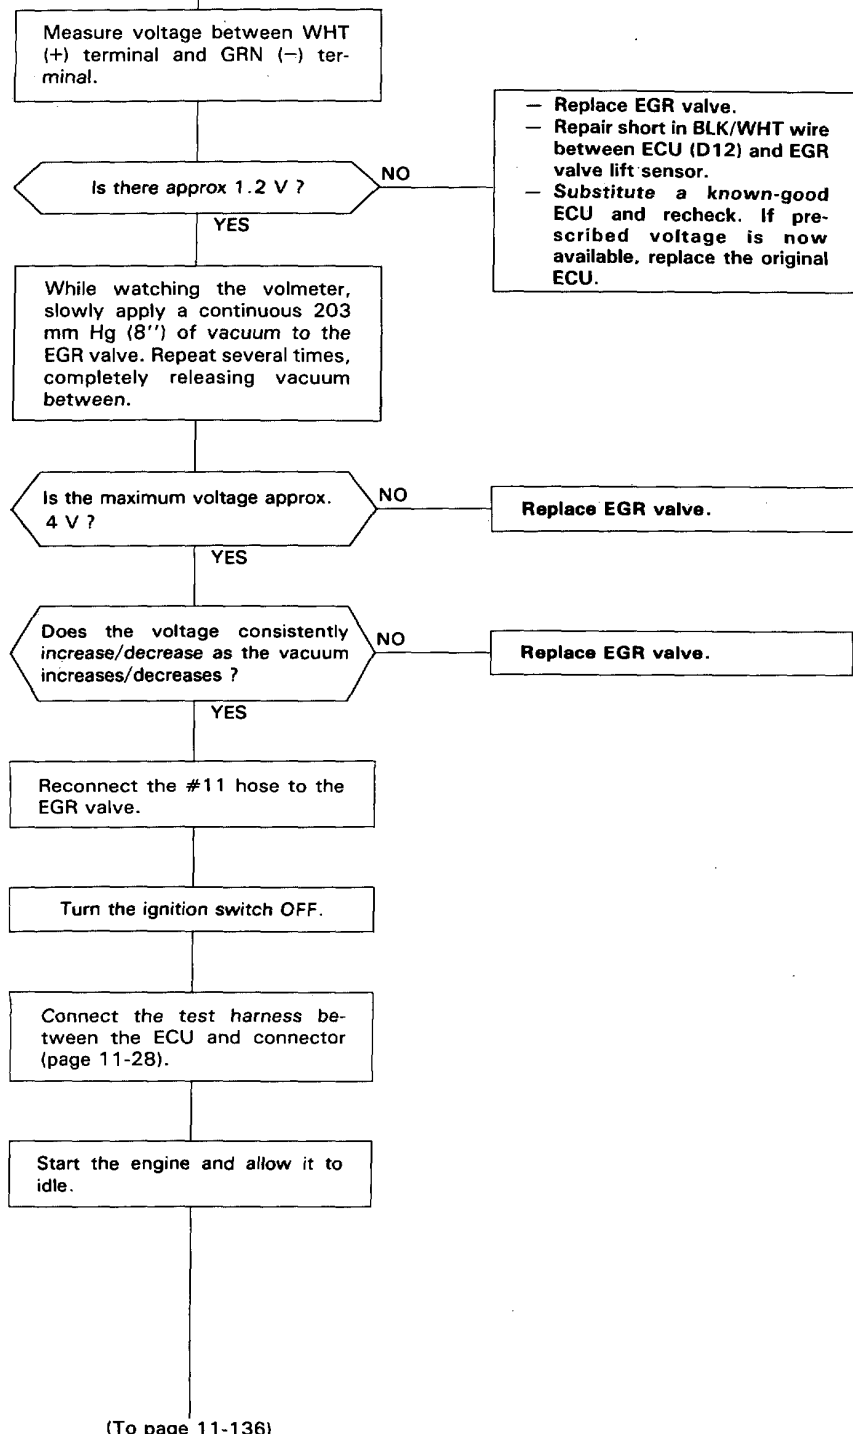 Measure voltage between WHT
(+) terminal and GRN (−) ter-
minal.
Is there approx 1.2 V ?
NO
— Replace EGR valve.
— Repair short in BLK/WHT wire
between ECU (D12) and EGR
valve lift sensor.
— Substitute a known-good
ECU and recheck. If pre-
scribed voltage is now
available, replace the original
ECU.
YES
While watching the volmeter,
slowly apply a continuous 203
mm Hg (8'') of vacuum to the
EGR valve. Repeat several times,
completely releasing vacuum
between.
Is the maximum voltage approx.
4 V ?
NO
Replace EGR valve.
YES
Does the voltage consistently
increase/decrease as the vacuum
increases/decreases ?
NO
Replace EGR valve.
YES
Reconnect the #11 hose to the
EGR valve.
Turn the ignition switch OFF.
Connect the test harness be-
tween the ECU and connector
(page 11-28).
Start the engine and allow it to
idle.
(To page 11-136)